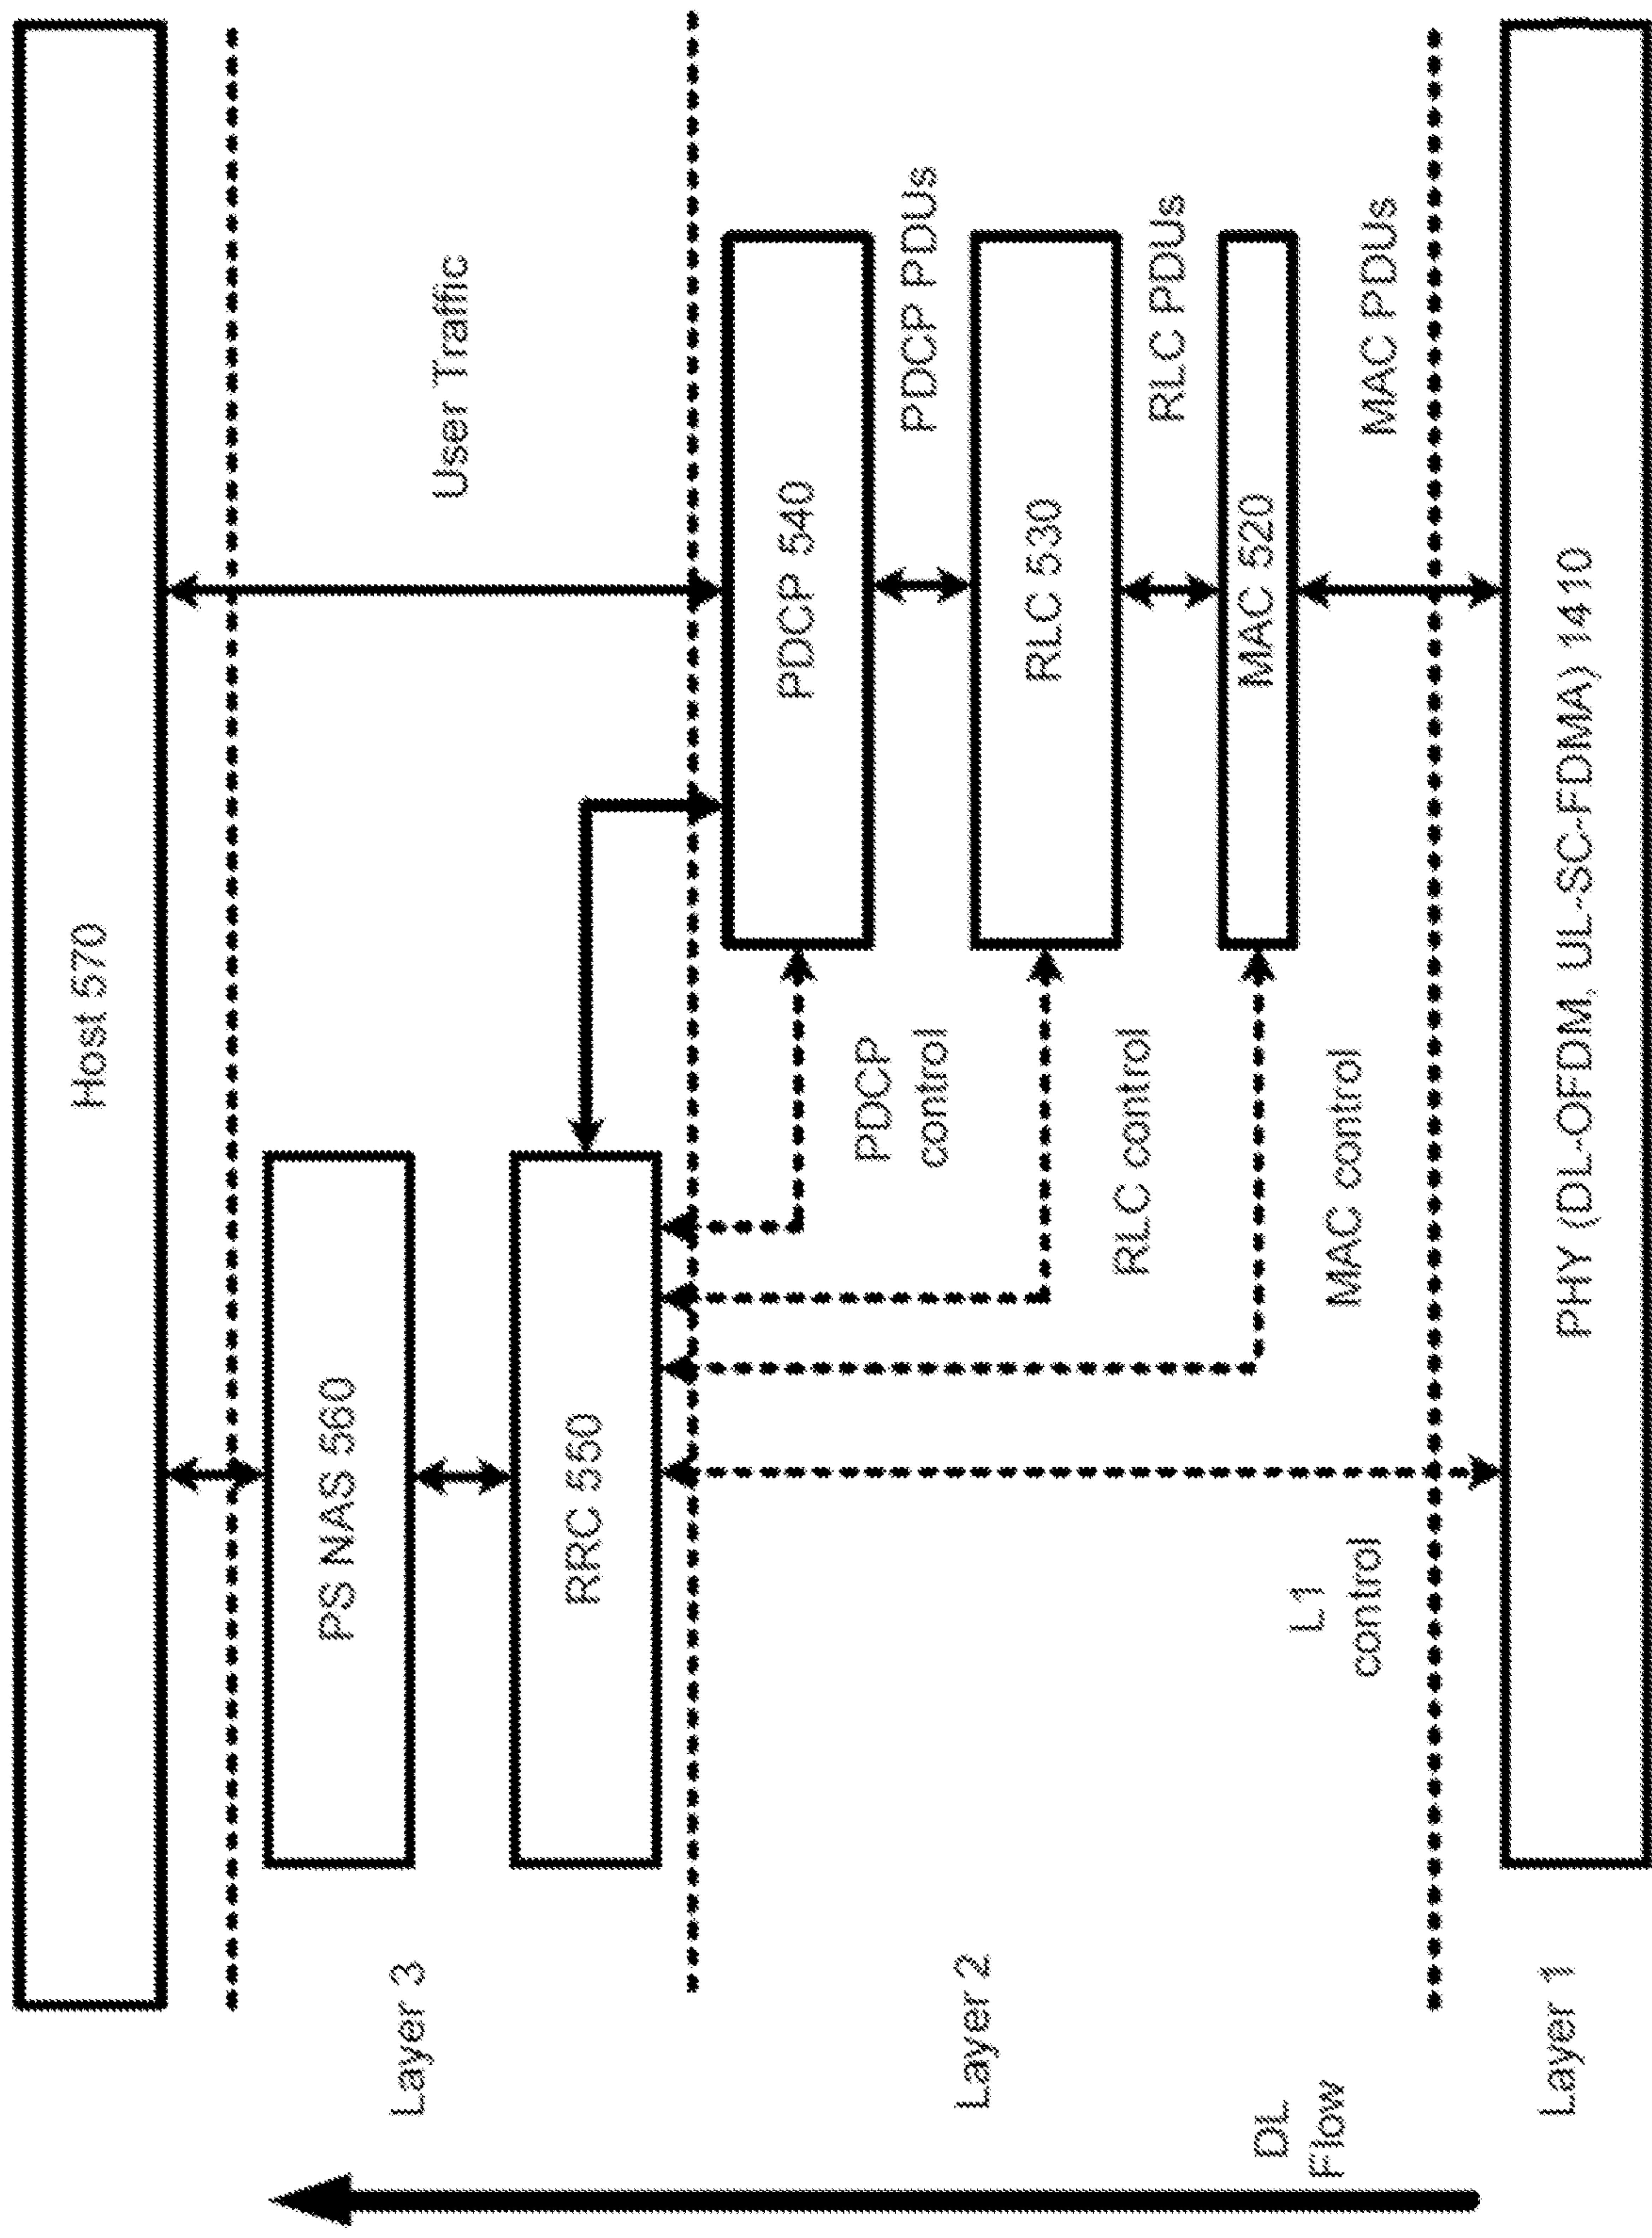 Host 570
Layer 3
PS NAS 560
User Traffic
RRC 550
Layer 2
PDCP 540
PDCP
control
PDCP PDUs
RLC 530
RLC control
RLC PDUs
MAC 520
MAC control
MAC PDUs
L1
control
DL
Flow
Layer 1
PHY (DL-OFDM, UL-SC-FDMA) 1410